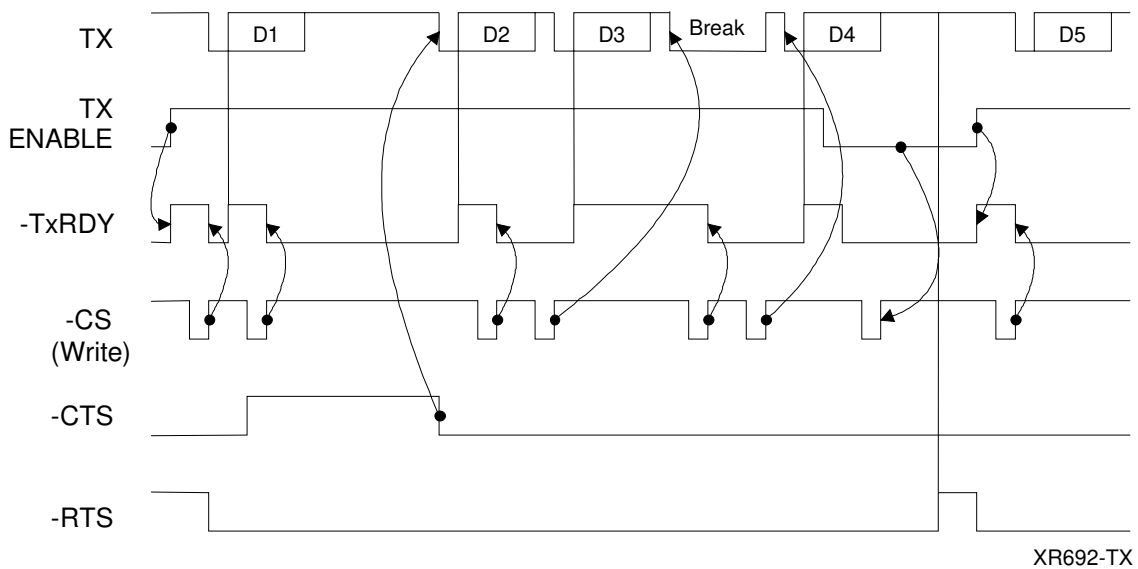 TX D1 D2 D3 Break D4 D5
TX
ENABLE
-TxRDY
-CS
(Write)
-CTS
-RTS
XR692-TX